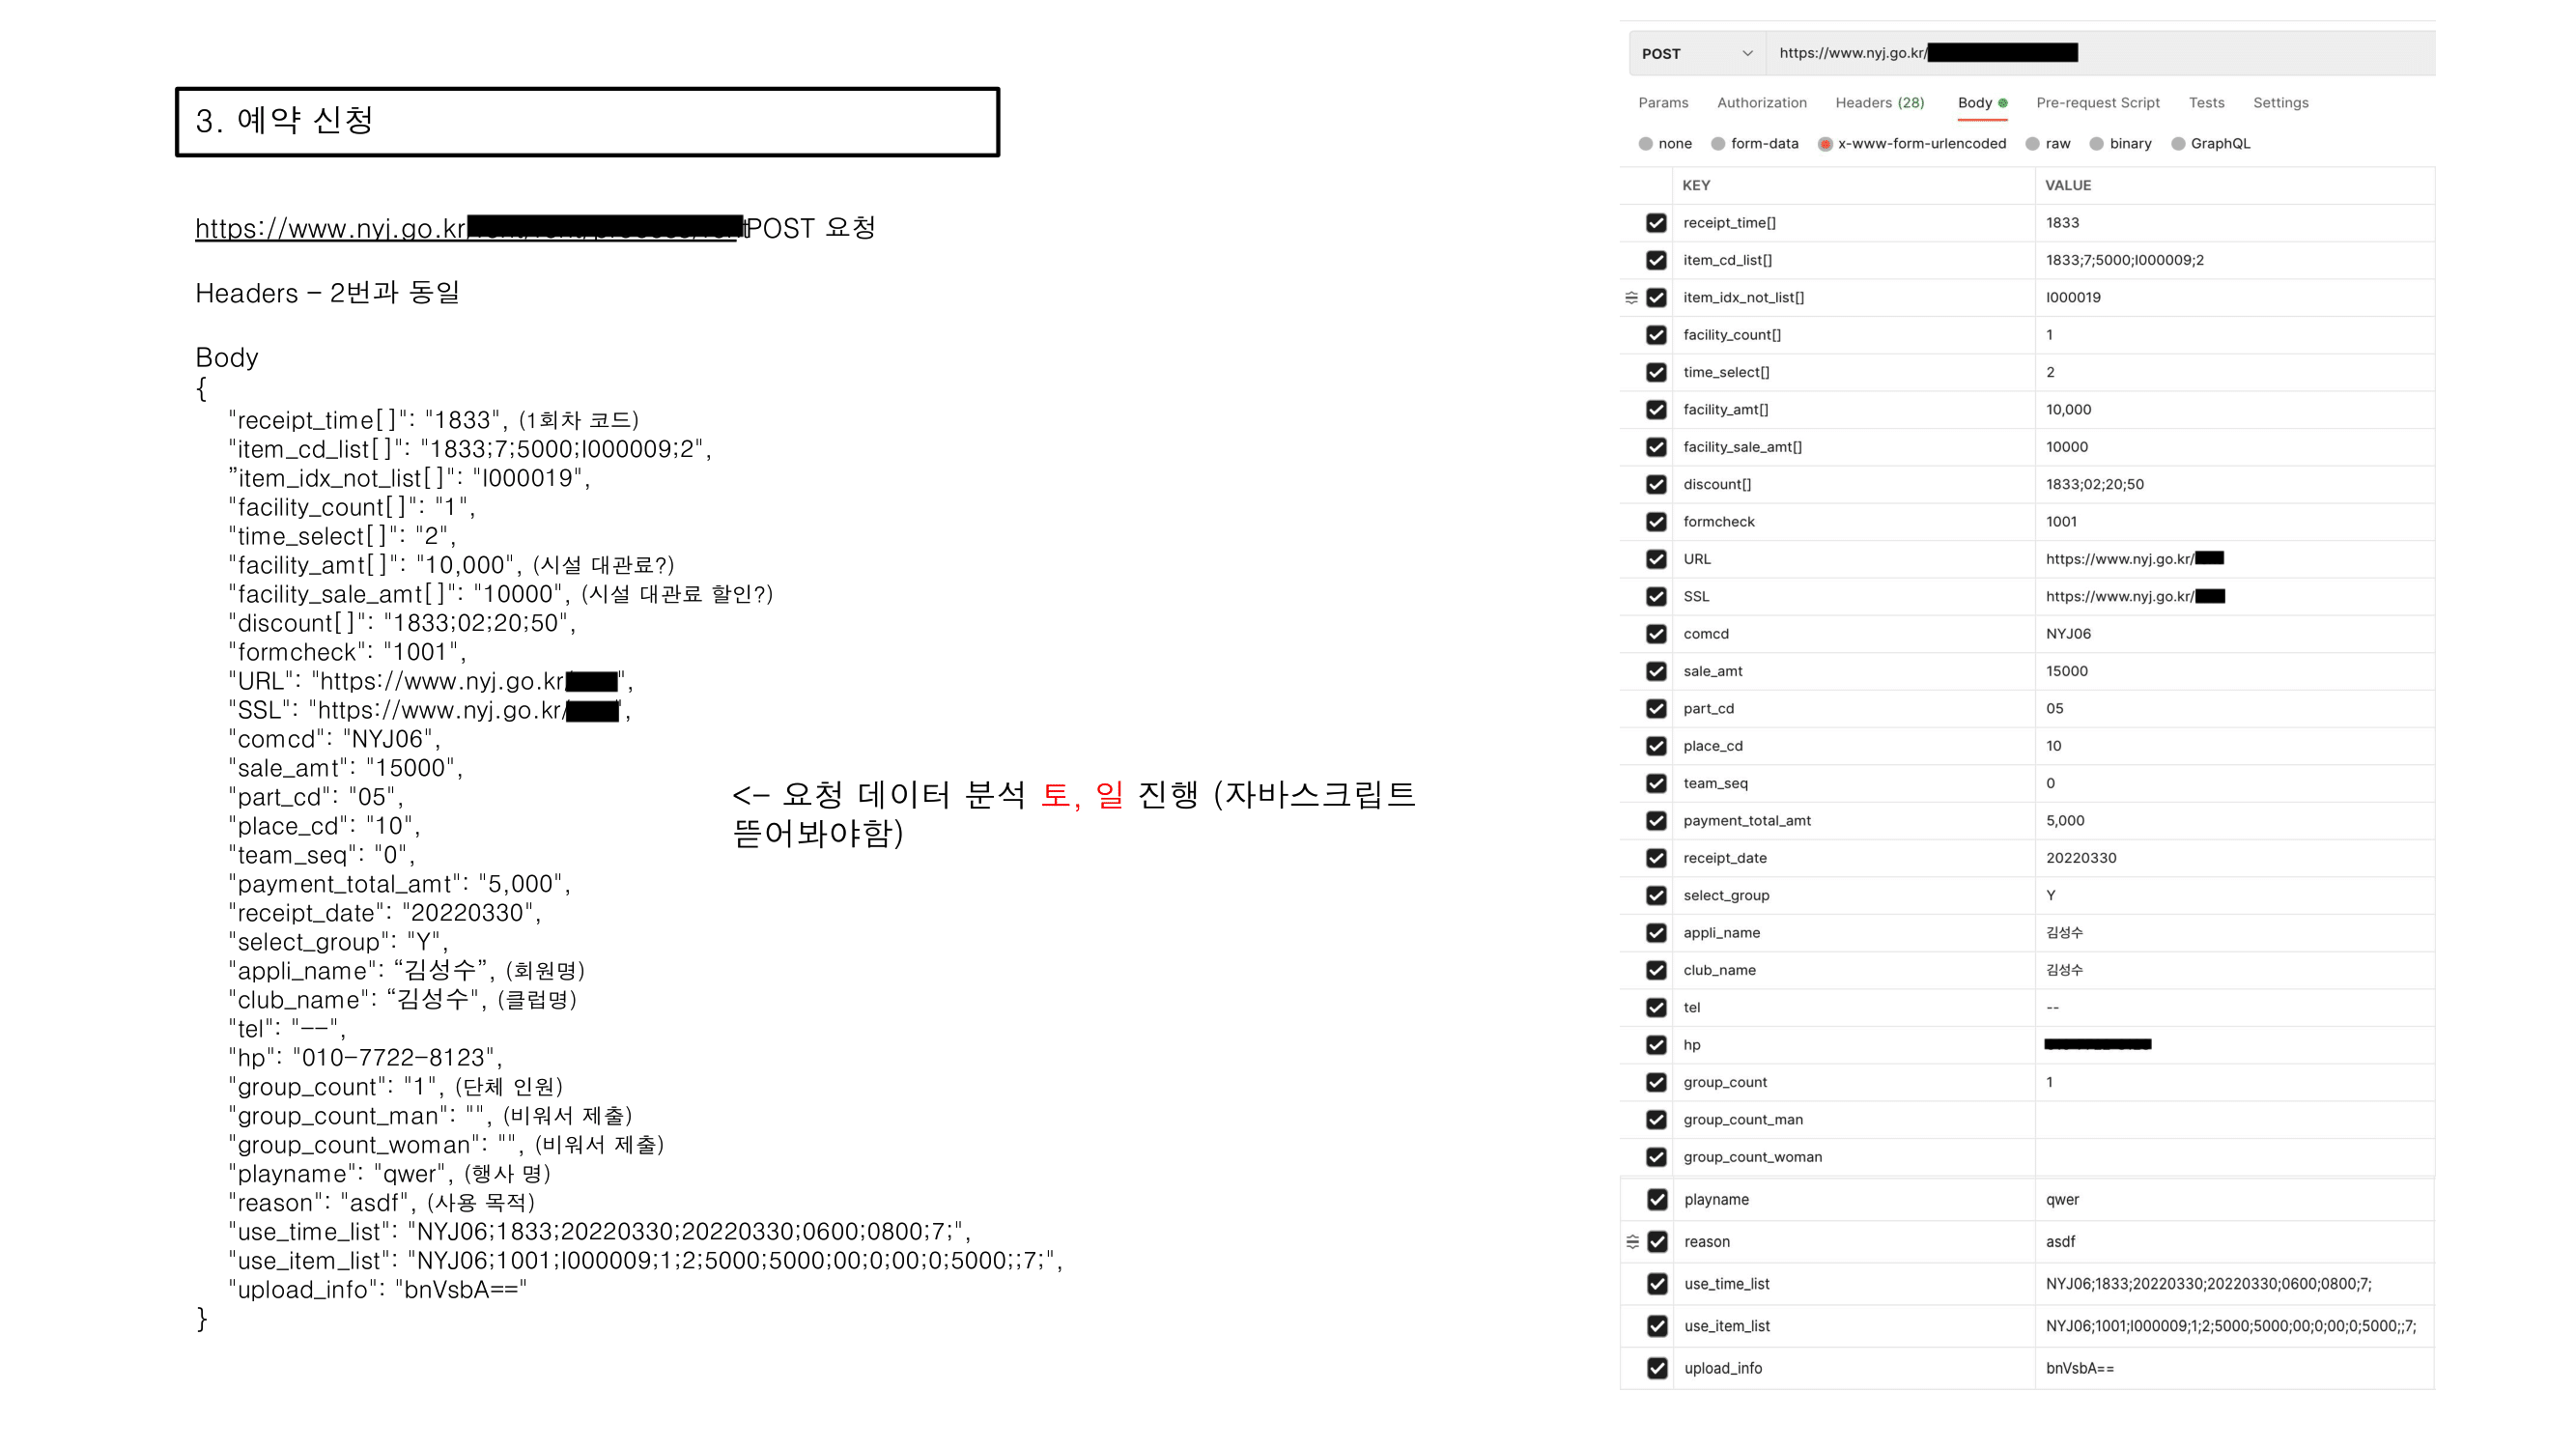 3. 예약 신청
https://www.nyj.go.kr/ POST 요청
Headers – 2번과 동일
Body
{
"receipt_time[]": "1833", (1회차 코드)
"item_cd_list[]": "1833;7;5000;I000009;2",
”item_idx_not_list[]": "I000019",
"facility_count[]": "1",
"time_select[]": "2",
"facility_amt[]": "10,000", (시설 대관료?)
"facility_sale_amt[]": "10000", (시설 대관료 할인?)
"discount[]": "1833;02;20;50",
"formcheck": "1001",
"URL": "https://www.nyj.go.kr/",
"SSL": "https://www.nyj.go.kr/",
"comcd": "NYJ06",
"sale_amt": "15000",
"part_cd": "05",
"place_cd": "10",
"team_seq": "0",
"payment_total_amt": "5,000",
"receipt_date": "20220330",
"select_group": "Y",
"appli_name": “김성수”, (회원명)
"club_name": “김성수", (클럽명)
"tel": "--",
"hp": "010-7722-8123",
"group_count": "1", (단체 인원)
"group_count_man": "", (비워서 제출)
"group_count_woman": "", (비워서 제출)
"playname": "qwer", (행사 명)
"reason": "asdf", (사용 목적)
"use_time_list": "NYJ06;1833;20220330;20220330;0600;0800;7;",
"use_item_list": "NYJ06;1001;I000009;1;2;5000;5000;00;0;00;0;5000;;7;",
"upload_info": "bnVsbA=="
}
<- 요청 데이터 분석 토, 일 진행 (자바스크립트
뜯어봐야함)
POST https://www.nyj.go.kr/
Params Authorization Headers (28) Body Pre-request Script Tests Settings
none form-data x-www-form-urlencoded raw binary GraphQL
KEY VALUE
receipt_time[] 1833
item_cd_list[] 1833;7;5000;I000009;2
item_idx_not_list[] I000019
facility_count[] 1
time_select[] 2
facility_amt[] 10,000
facility_sale_amt[] 10000
discount[] 1833;02;20;50
formcheck 1001
URL https://www.nyj.go.kr/
SSL https://www.nyj.go.kr/
comcd NYJ06
sale_amt 15000
part_cd 05
place_cd 10
team_seq 0
payment_total_amt 5,000
receipt_date 20220330
select_group Y
appli_name 김성수
club_name 김성수
tel --
hp
group_count 1
group_count_man
group_count_woman
playname qwer
reason asdf
use_time_list NYJ06;1833;20220330;20220330;0600;0800;7;
use_item_list NYJ06;1001;I000009;1;2;5000;5000;00;0;00;0;5000;;7;
upload_info bnVsbA==